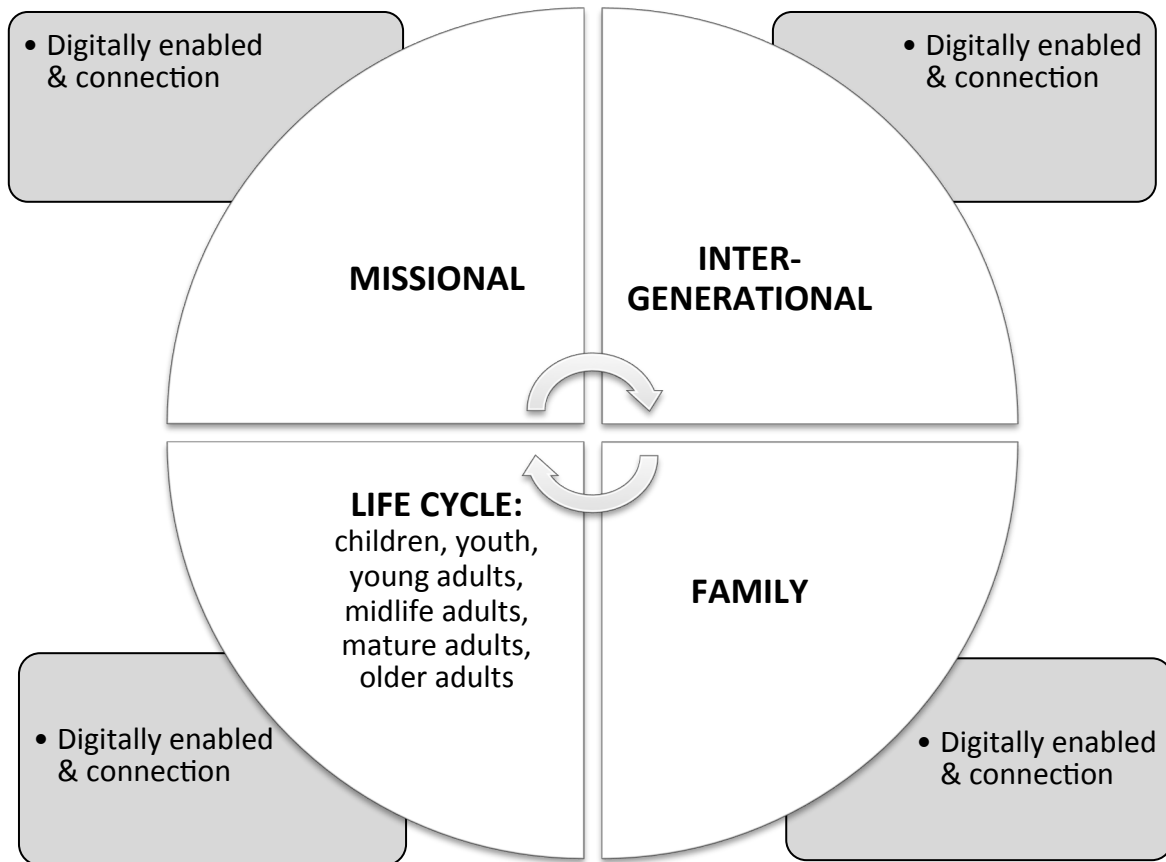 • Digitally enabled
& connection
• Digitally enabled
& connection
MISSIONAL
INTER-
GENERATIONAL
LIFE CYCLE:
children, youth,
young adults,
midlife adults,
mature adults,
older adults
FAMILY
• Digitally enabled
& connection
• Digitally enabled
& connection